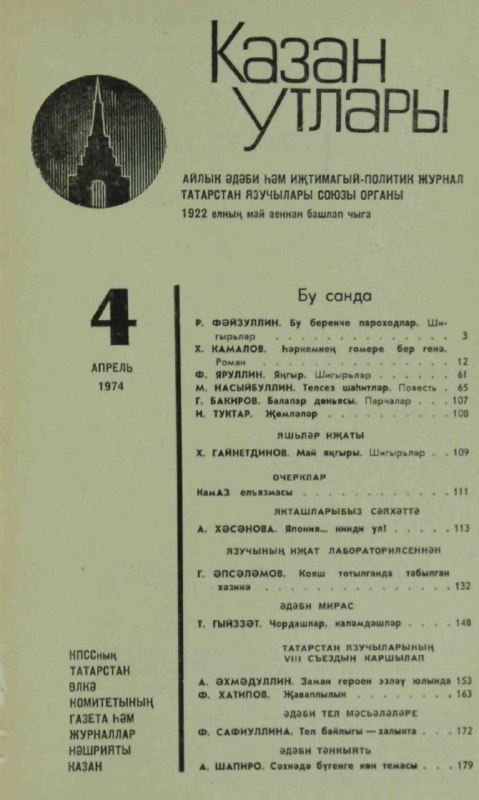 Казан
утлары
АЙЛЫК ӘДӘБИ ҺӘМ ИҖТИМАГЫЙ-ПОЛИТИК ЖУРНАЛ
ТАТАРСТАН ЯЗУЧЫЛАРЫ СОЮЗЫ ОРГАНЫ
1922 елның май аеннан башлап чыга
4
АПРЕЛЬ
1974
Бу санда
Р. ФӘЙЗУЛЛИН. Бу беренче пароходлар. Ши-
гырьләр . . . . . . . . . . . 3
Х. КАМАЛОВ. Һәркемнең гомере бер генә.
Роман . . . . . . . . . . . 12
Ф. ЯРУЛЛИН. Яңгыр. Шигырьләр . . . . . 61
М. НАСЫЙБУЛЛИН. Телсез шаһитләр. Повесть . 65
Г. БАКИРОВ. Балалар дөньясы. Парчалар . . . 107
И. ТУКТАР. Җөмләләр . . . . . . . . . 108
ЯШЬЛӘР ИҖАТЫ
Х. ГАЙНЕТДИНОВ. Май яңгыры. Шигырьләр . . 109
ОЧЕРКЛАР
КамАЗ елъязмасы . . . . . . . . . . 111
ЯКТАШЛАРЫБЫЗ СӘЯХӘТТӘ
А. ХӘСӘНОВА. Япония... нинди ул! . . . . . 113
ЯЗУЧЫНЫҢ ИҖАТ ЛАБОРАТОРИЯСЕННӘН
Г. ӘПСӘЛӘМОВ. Кояш тотылганда табылган
хәзинә . . . . . . . . . . . 132
ӘДӘБИ МИРАС
Т. ГЫЙЗЗӘТ. Чордашлар, каләмдәшләр . . . . 148
ТАТАРСТАН ЯЗУЧЫЛАРЫНЫҢ
VIII СЪЕЗДЫН КАРШЫЛАП
А. ӘХМӘДУЛЛИН. Заман героен эзләү юлында 153
Ф. ХАТИПОВ. Җаваплылык . . . . . . . . 163
ӘДӘБИ ТЕЛ МӘСЬӘЛӘЛӘРЕ
Ф. САФИУЛЛИНА. Тел байлыгы — халыкта . . . 172
ӘДӘБИ ТӘНКЫЯТЬ
А. ШАПИРО. Сәхнәдә бүгенге көн темасы . . . 179
КПССның
ТАТАРСТАН
ӨЛКӘ
КОМИТЕТЫНЫҢ
ГАЗЕТА ҺӘМ
ЖУРНАЛЛАР
НӘШРИЯТЫ
КАЗАН